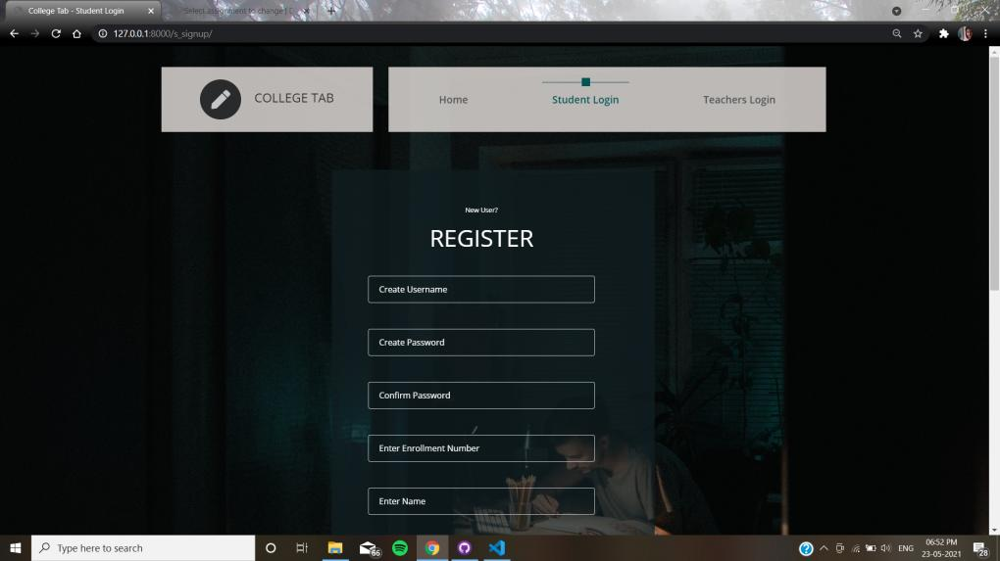 College Tab - Student Login
Select assignment to change |
127.0.0.1:8000/s_signup/
COLLEGE TAB
Home
Student Login
Teachers Login
New User?
REGISTER
Create Username
Create Password
Confirm Password
Enter Enrollment Number
Enter Name
Type here to search
66
ENG
06:52 PM
23-05-2021
28